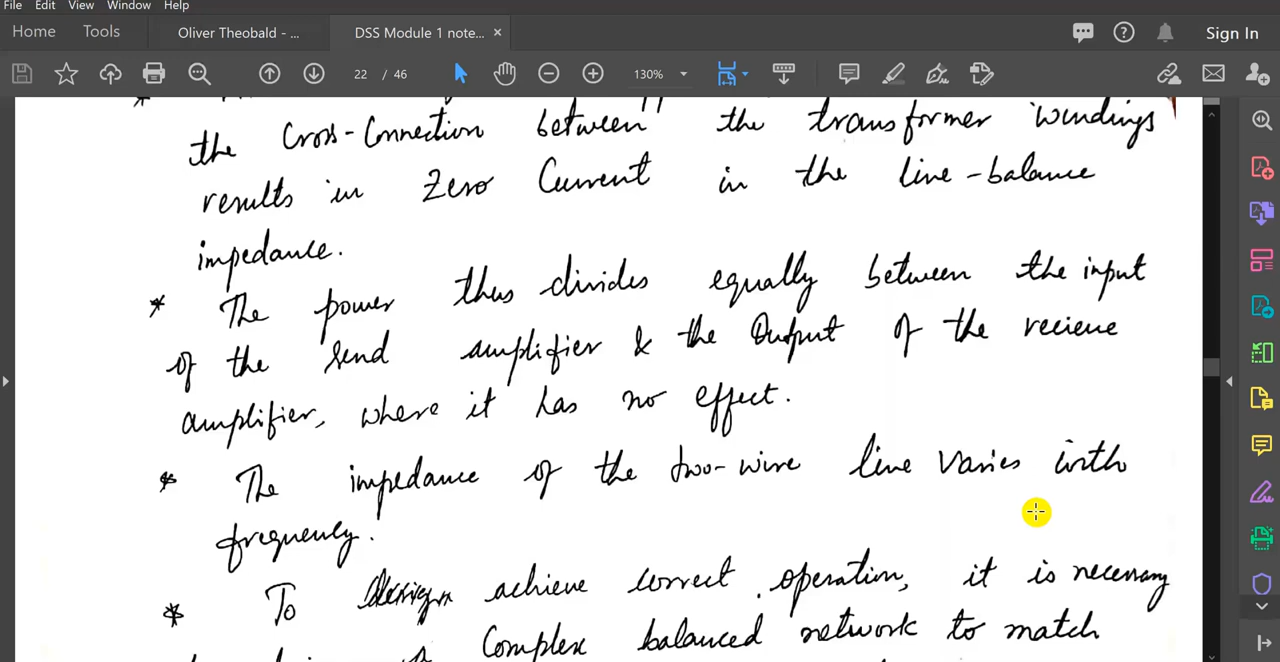 File Edit View Window Help
Home Tools Oliver Theobald - ... DSS Module 1 note... × Sign In
22 / 46 130%
the Cross-Connection between the transformer windings
results in Zero Current in the line-balance
impedance.
* The power thus divides equally between the input
of the send amplifier & the Output of the recieve
amplifier, where it has no effect.
* The impedance of the two-wire line varies with
frequency.
* To achieve correct operation, it is necessary
Complex balanced network to match